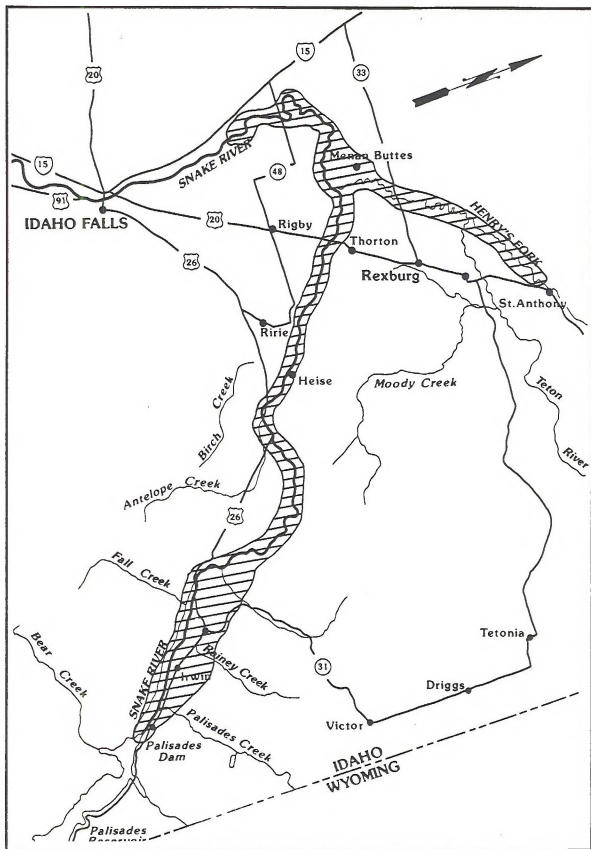 15
20
33
SNAKE RIVER
Menan Buttes
15
48
91
HENRY'S FORK
IDAHO FALLS
20
Rigby
Thorton
26
Rexburg
St. Anthony
Ririe
Heise
Moody Creek
Teton
River
Birch
Creek
Antelope Creek
26
Fall Creek
Bear
Creek
SNAKE RIVER
Tetonia
Rainey Creek
Irwin
31
Driggs
Palisades Creek
Victor
Palisades
Dam
IDAHO
WYOMING
Palisades
Reservoir